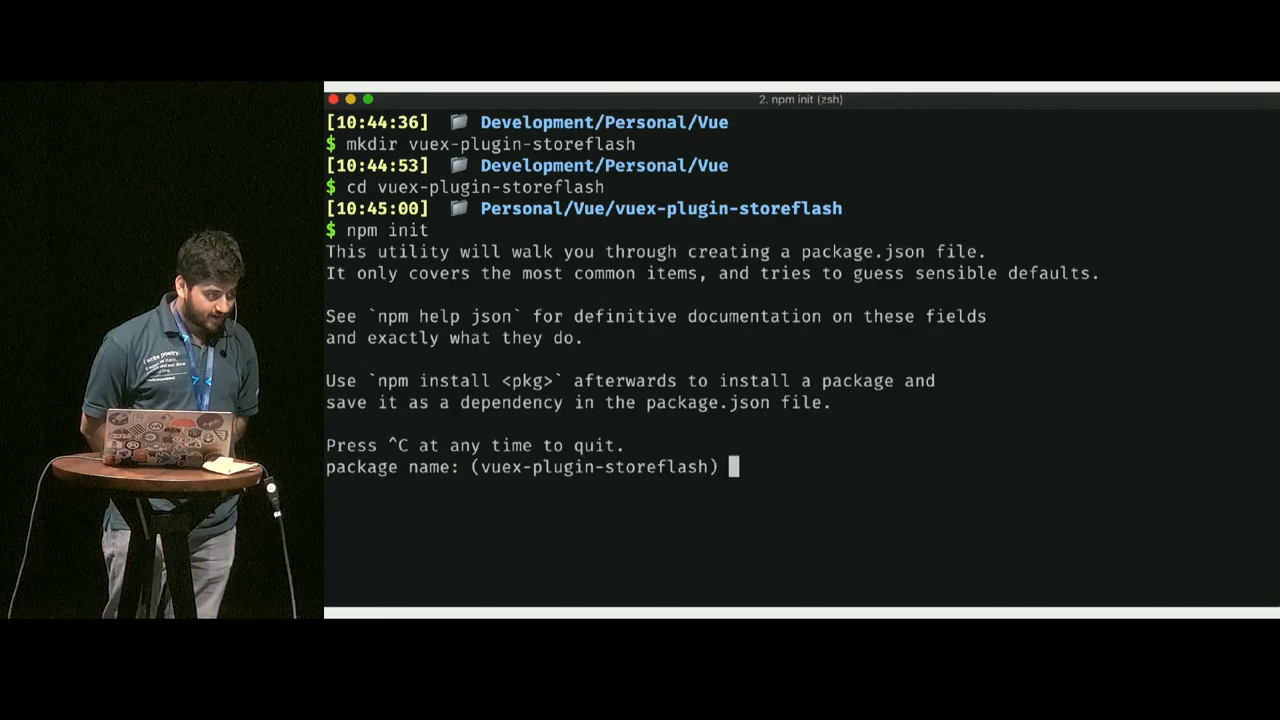 2. npm init (zsh)
[10:44:36] Development/Personal/Vue
$ mkdir vuex-plugin-storeflash
[10:44:53] Development/Personal/Vue
$ cd vuex-plugin-storeflash
[10:45:00] Personal/Vue/vuex-plugin-storeflash
$ npm init
This utility will walk you through creating a package.json file.
It only covers the most common items, and tries to guess sensible defaults.
See `npm help json` for definitive documentation on these fields
and exactly what they do.
Use `npm install <pkg>` afterwards to install a package and
save it as a dependency in the package.json file.
Press ^C at any time to quit.
package name: (vuex-plugin-storeflash)
I write poetry.